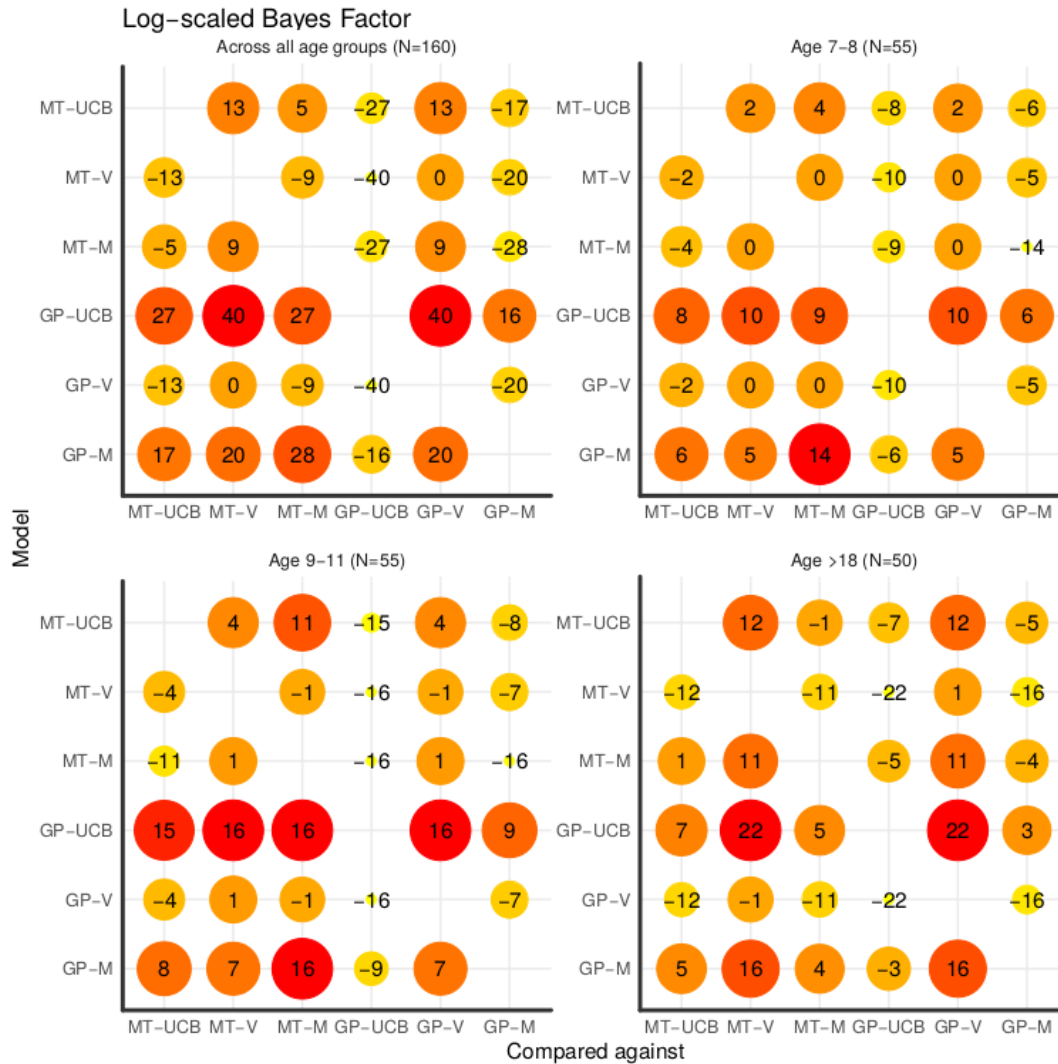 Log−scaled Bayes Factor
Across all age groups (N=160)
MT−UCB 13 5 −27 13 −17
MT−V −13 −9 −40 0 −20
MT−M −5 9 −27 9 −28
GP−UCB 27 40 27 40 16
GP−V −13 0 −9 −40 −20
GP−M 17 20 28 −16 20
MT−UCB MT−V MT−M GP−UCB GP−V GP−M
Age 7−8 (N=55)
MT−UCB 2 4 −8 2 −6
MT−V −2 0 −10 0 −5
MT−M −4 0 −9 0 −14
GP−UCB 8 10 9 10 6
GP−V −2 0 0 −10 −5
GP−M 6 5 14 −6 5
MT−UCB MT−V MT−M GP−UCB GP−V GP−M
Model
Age 9−11 (N=55)
MT−UCB 4 11 −15 4 −8
MT−V −4 −1 −16 −1 −7
MT−M −11 1 −16 1 −16
GP−UCB 15 16 16 16 9
GP−V −4 1 −1 −16 −7
GP−M 8 7 16 −9 7
MT−UCB MT−V MT−M GP−UCB GP−V GP−M
Age >18 (N=50)
MT−UCB 12 −1 −7 12 −5
MT−V −12 −11 −22 1 −16
MT−M 1 11 −5 11 −4
GP−UCB 7 22 5 22 3
GP−V −12 −1 −11 −22 −16
GP−M 5 16 4 −3 16
MT−UCB MT−V MT−M GP−UCB GP−V GP−M
Compared against